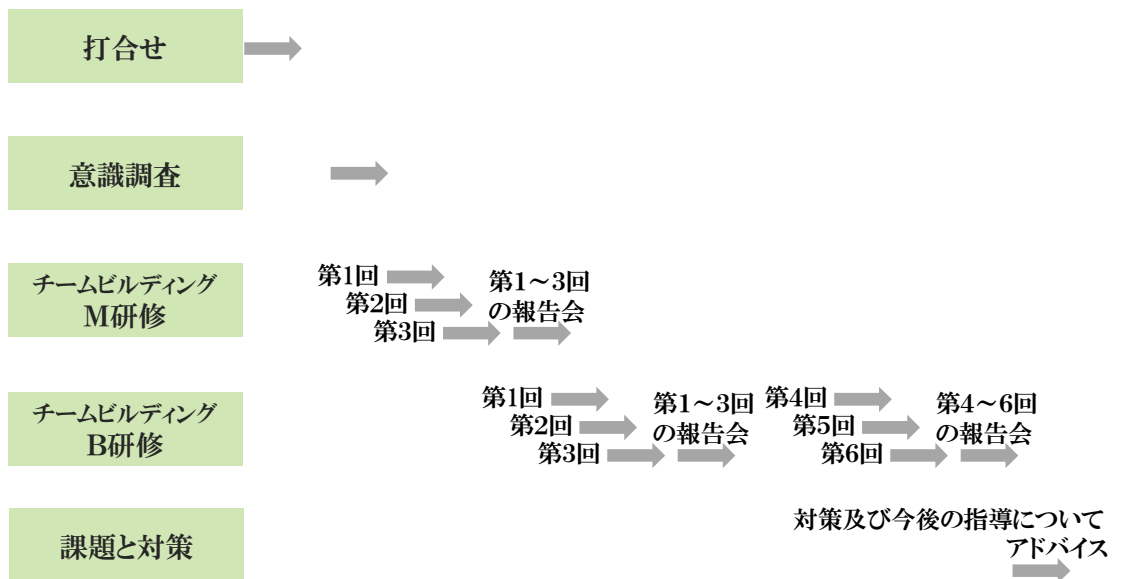 打合せ
意識調査
チームビルディング
M研修
第1回
第2回
第3回
第1～3回
の報告会
チームビルディング
B研修
第1回
第2回
第3回
第1～3回
の報告会
第4回
第5回
第6回
第4～6回
の報告会
課題と対策
対策及び今後の指導について
アドバイス